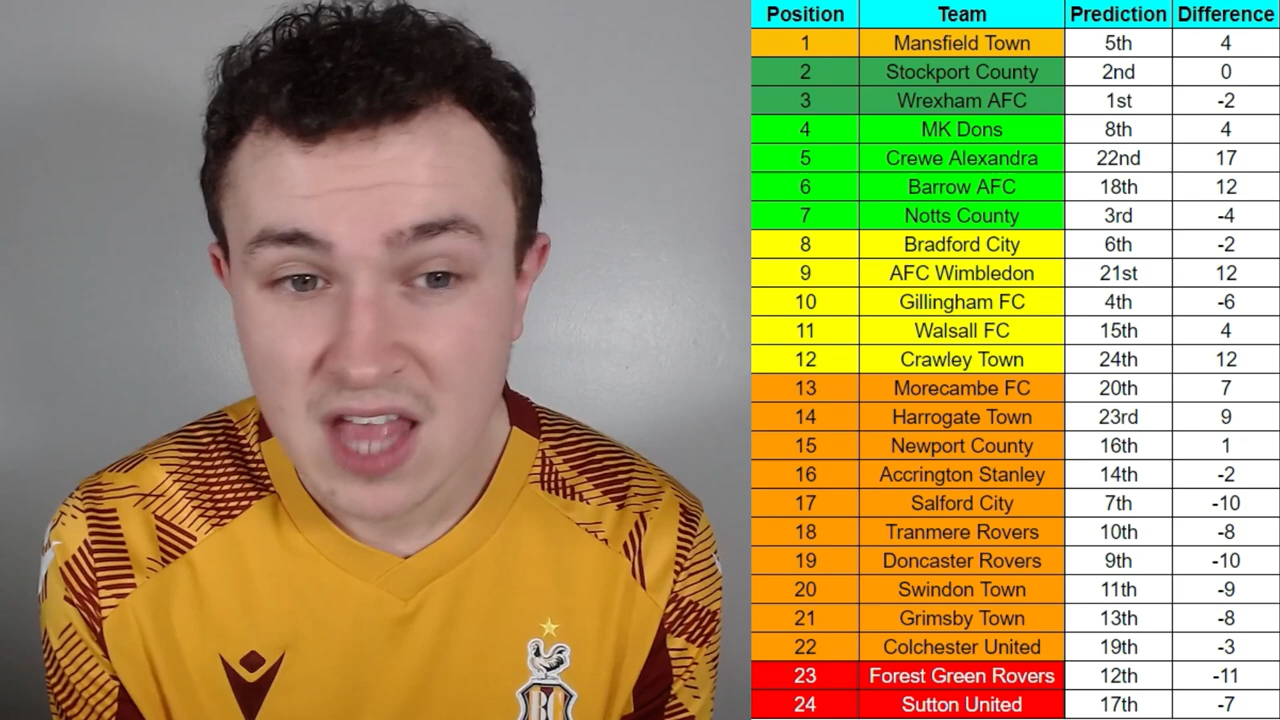 Position Team Prediction Difference
1 Mansfield Town 5th 4
2 Stockport County 2nd 0
3 Wrexham AFC 1st -2
4 MK Dons 8th 4
5 Crewe Alexandra 22nd 17
6 Barrow AFC 18th 12
7 Notts County 3rd -4
8 Bradford City 6th -2
9 AFC Wimbledon 21st 12
10 Gillingham FC 4th -6
11 Walsall FC 15th 4
12 Crawley Town 24th 12
13 Morecambe FC 20th 7
14 Harrogate Town 23rd 9
15 Newport County 16th 1
16 Accrington Stanley 14th -2
17 Salford City 7th -10
18 Tranmere Rovers 10th -8
19 Doncaster Rovers 9th -10
20 Swindon Town 11th -9
21 Grimsby Town 13th -8
22 Colchester United 19th -3
23 Forest Green Rovers 12th -11
24 Sutton United 17th -7